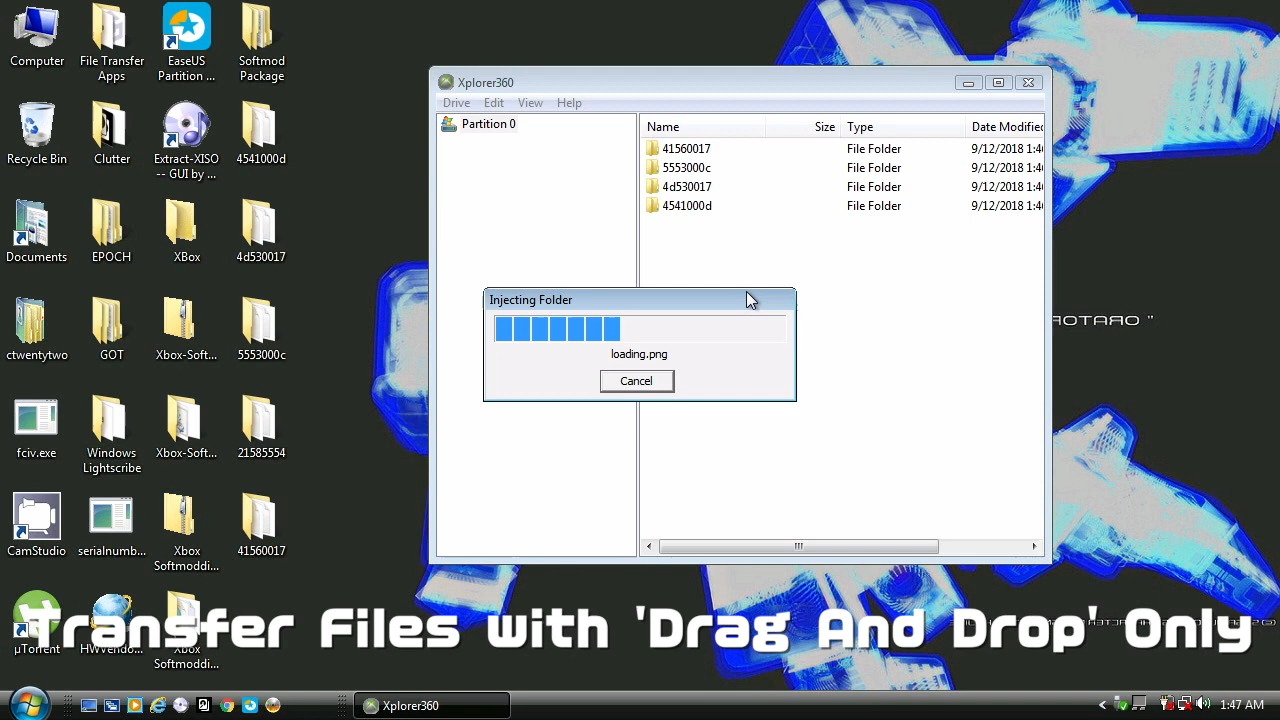 Computer
File Transfer
Apps
EaseUS
Partition ...
Softmod
Package
Recycle Bin
Clutter
Extract-XISO
-- GUI by ...
4541000d
Documents
EPOCH
XBox
4d530017
ctwentytwo
GOT
Xbox-Soft...
5553000c
fciv.exe
Windows
Lightscribe
Xbox-Soft...
21585554
CamStudio
serialnumb...
Xbox
Softmoddi...
41560017
µTorrent
HWVendo...
Xbox
Softmoddi...
Xplorer360
Drive Edit View Help
Partition 0
Name Size Type Date Modified
41560017 File Folder 9/12/2018 1:4
5553000c File Folder 9/12/2018 1:4
4d530017 File Folder 9/12/2018 1:4
4541000d File Folder 9/12/2018 1:4
Injecting Folder
loading.png
Cancel
Transfer Files with 'Drag And Drop' Only
Xplorer360
1:47 AM